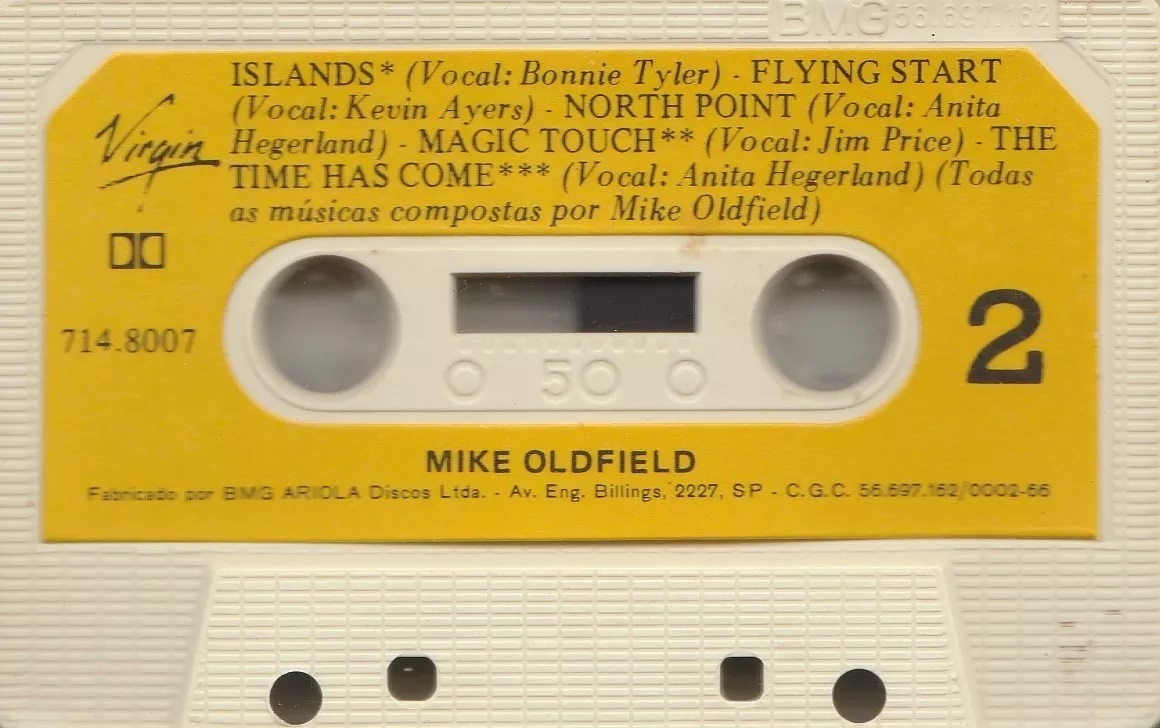 BMG 56.697.162
ISLANDS* (Vocal: Bonnie Tyler) - FLYING START
(Vocal: Kevin Ayers) - NORTH POINT (Vocal: Anita
Hegerland) - MAGIC TOUCH** (Vocal: Jim Price) - THE
TIME HAS COME*** (Vocal: Anita Hegerland) (Todas
as músicas compostas por Mike Oldfield)
Virgin
714.8007
2
50
MIKE OLDFIELD
Fabricado por BMG ARIOLA Discos Ltda. - Av. Eng. Billings, 2227, SP - C.G.C. 56.697.162/0002-66